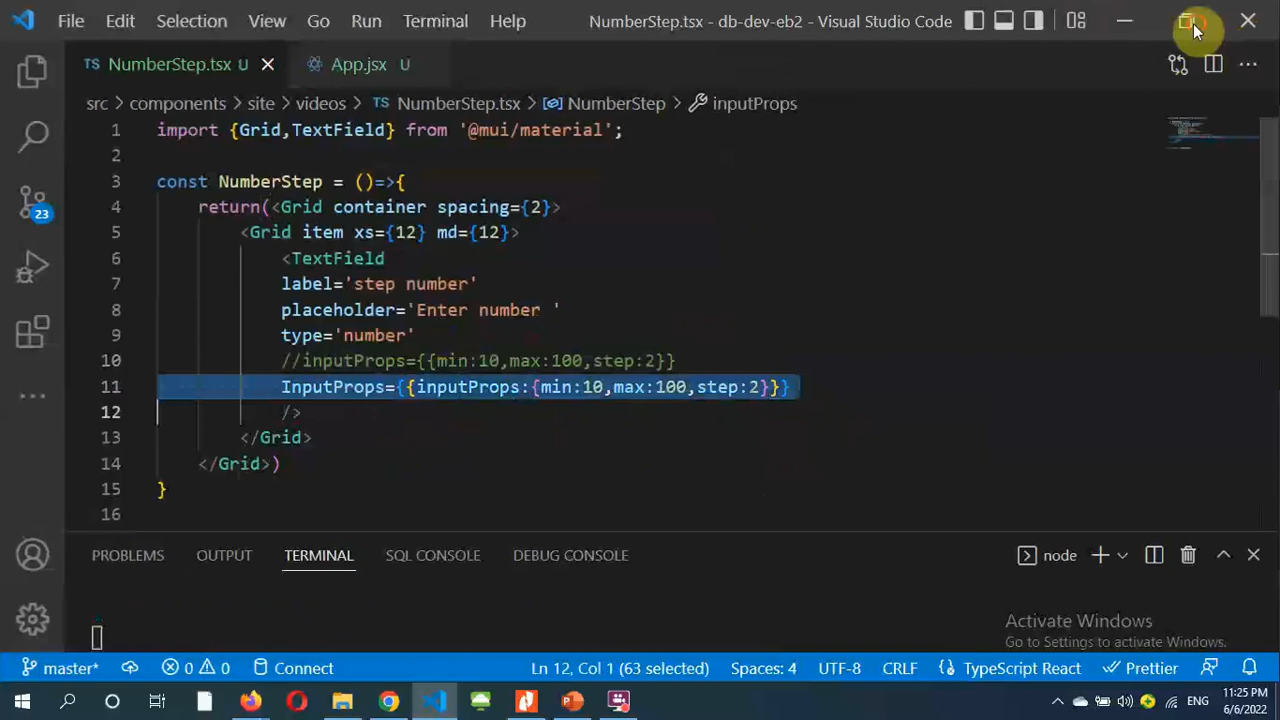 File Edit Selection View Go Run Terminal Help NumberStep.tsx - db-dev-eb2 - Visual Studio Code
TS NumberStep.tsx U App.jsx U
src > components > site > videos > TS NumberStep.tsx > NumberStep > inputProps
1 import {Grid,TextField} from '@mui/material';
2
3 const NumberStep = ()=>{
4 return(<Grid container spacing={2}>
5 <Grid item xs={12} md={12}>
6 <TextField
7 label='step number'
8 placeholder='Enter number '
9 type='number'
10 //inputProps={{min:10,max:100,step:2}}
11 InputProps={{inputProps:{min:10,max:100,step:2}}}
12 />
13 </Grid>
14 </Grid>)
15 }
16
23
PROBLEMS OUTPUT TERMINAL SQL CONSOLE DEBUG CONSOLE node
Activate Windows
Go to Settings to activate Windows.
master* 0 0 Connect Ln 12, Col 1 (63 selected) Spaces: 4 UTF-8 CRLF TypeScript React Prettier
ENG
11:25 PM
6/6/2022